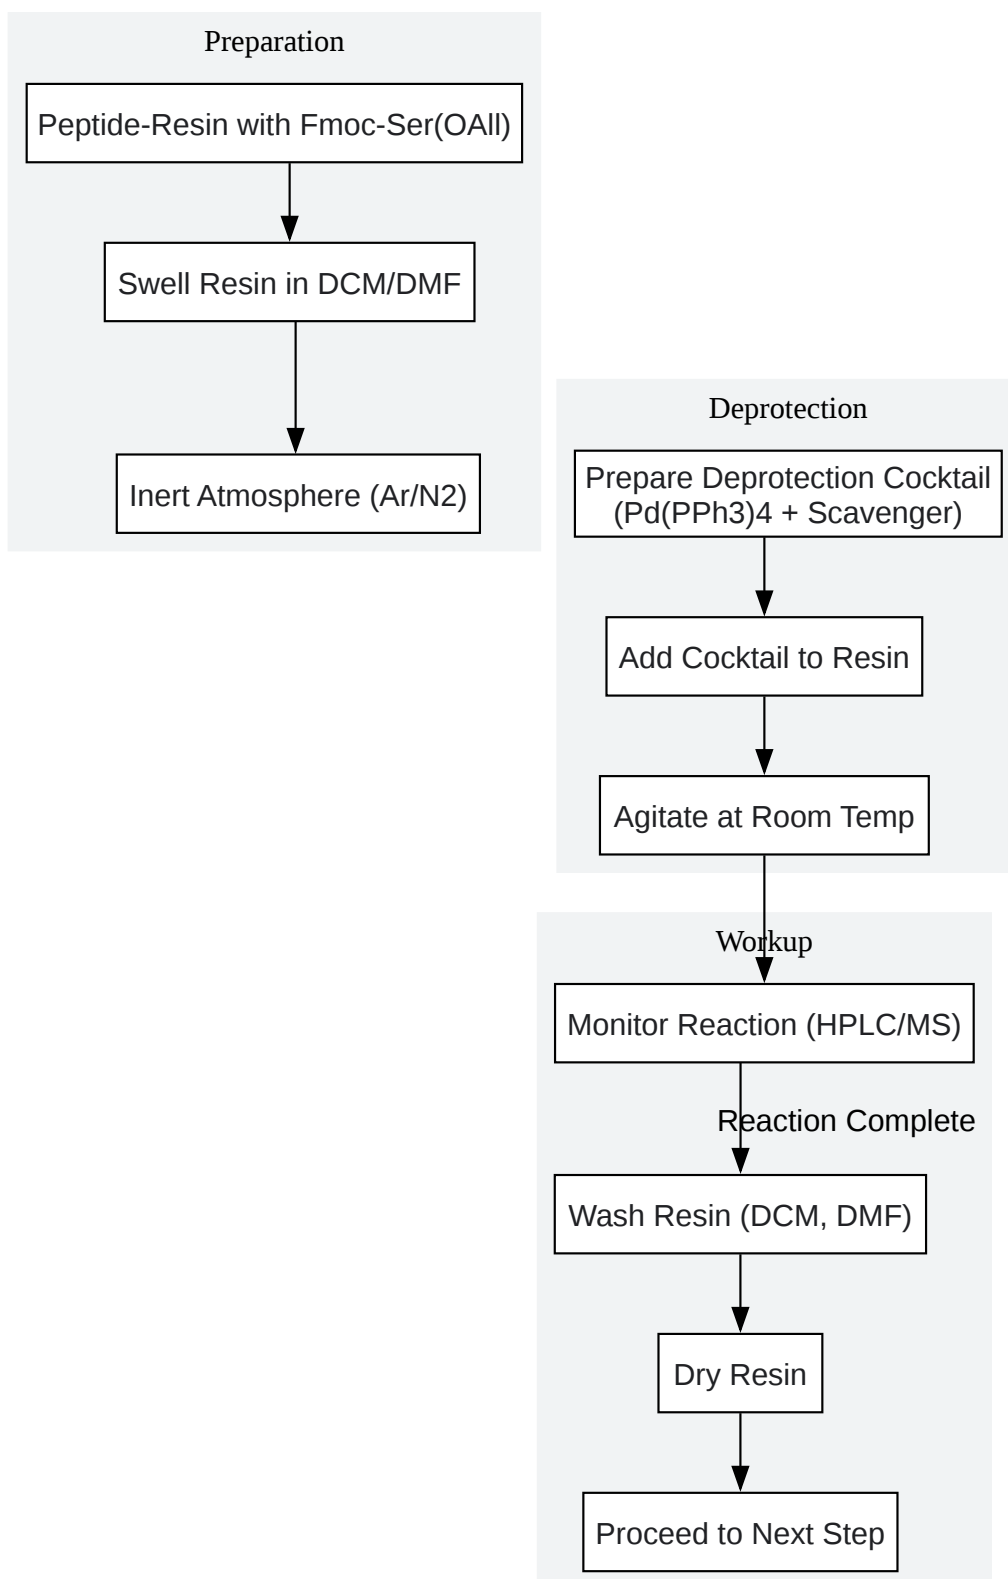 Preparation
Peptide-Resin with Fmoc-Ser(OAll)
Swell Resin in DCM/DMF
Inert Atmosphere (Ar/N2)
Deprotection
Prepare Deprotection Cocktail
(Pd(PPh3)4 + Scavenger)
Add Cocktail to Resin
Agitate at Room Temp
Workup
Monitor Reaction (HPLC/MS)
Reaction Complete
Wash Resin (DCM, DMF)
Dry Resin
Proceed to Next Step